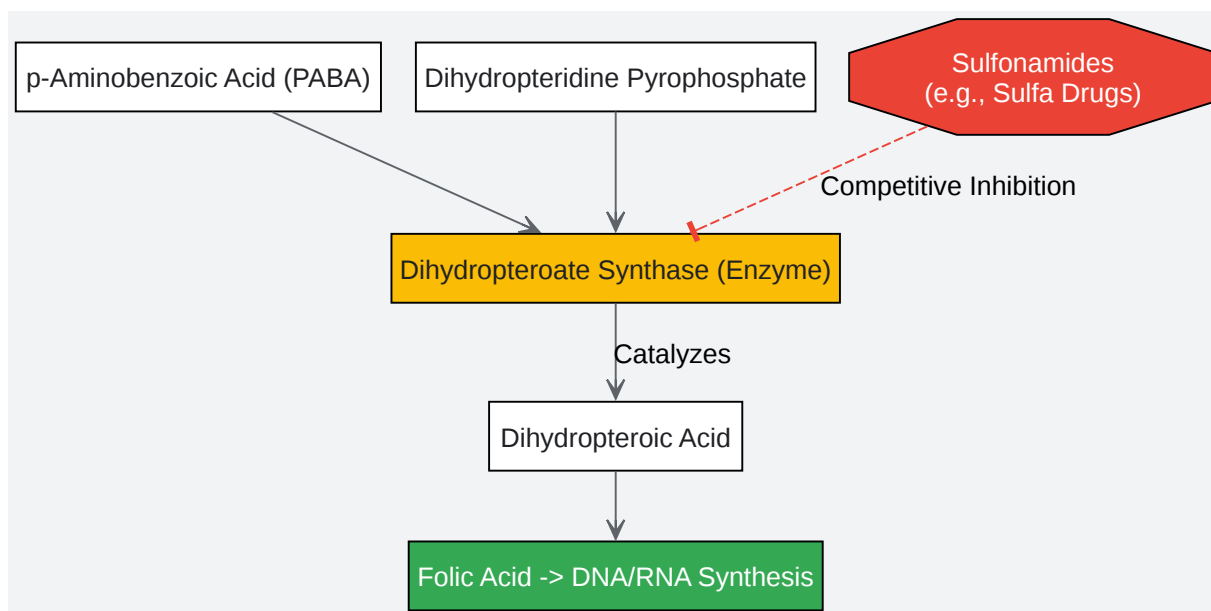 p-Aminobenzoic Acid (PABA)
Dihydropteridine Pyrophosphate
Sulfonamides
(e.g., Sulfa Drugs)
Competitive Inhibition
Dihydropteroate Synthase (Enzyme)
Catalyzes
Dihydropteroic Acid
Folic Acid -> DNA/RNA Synthesis